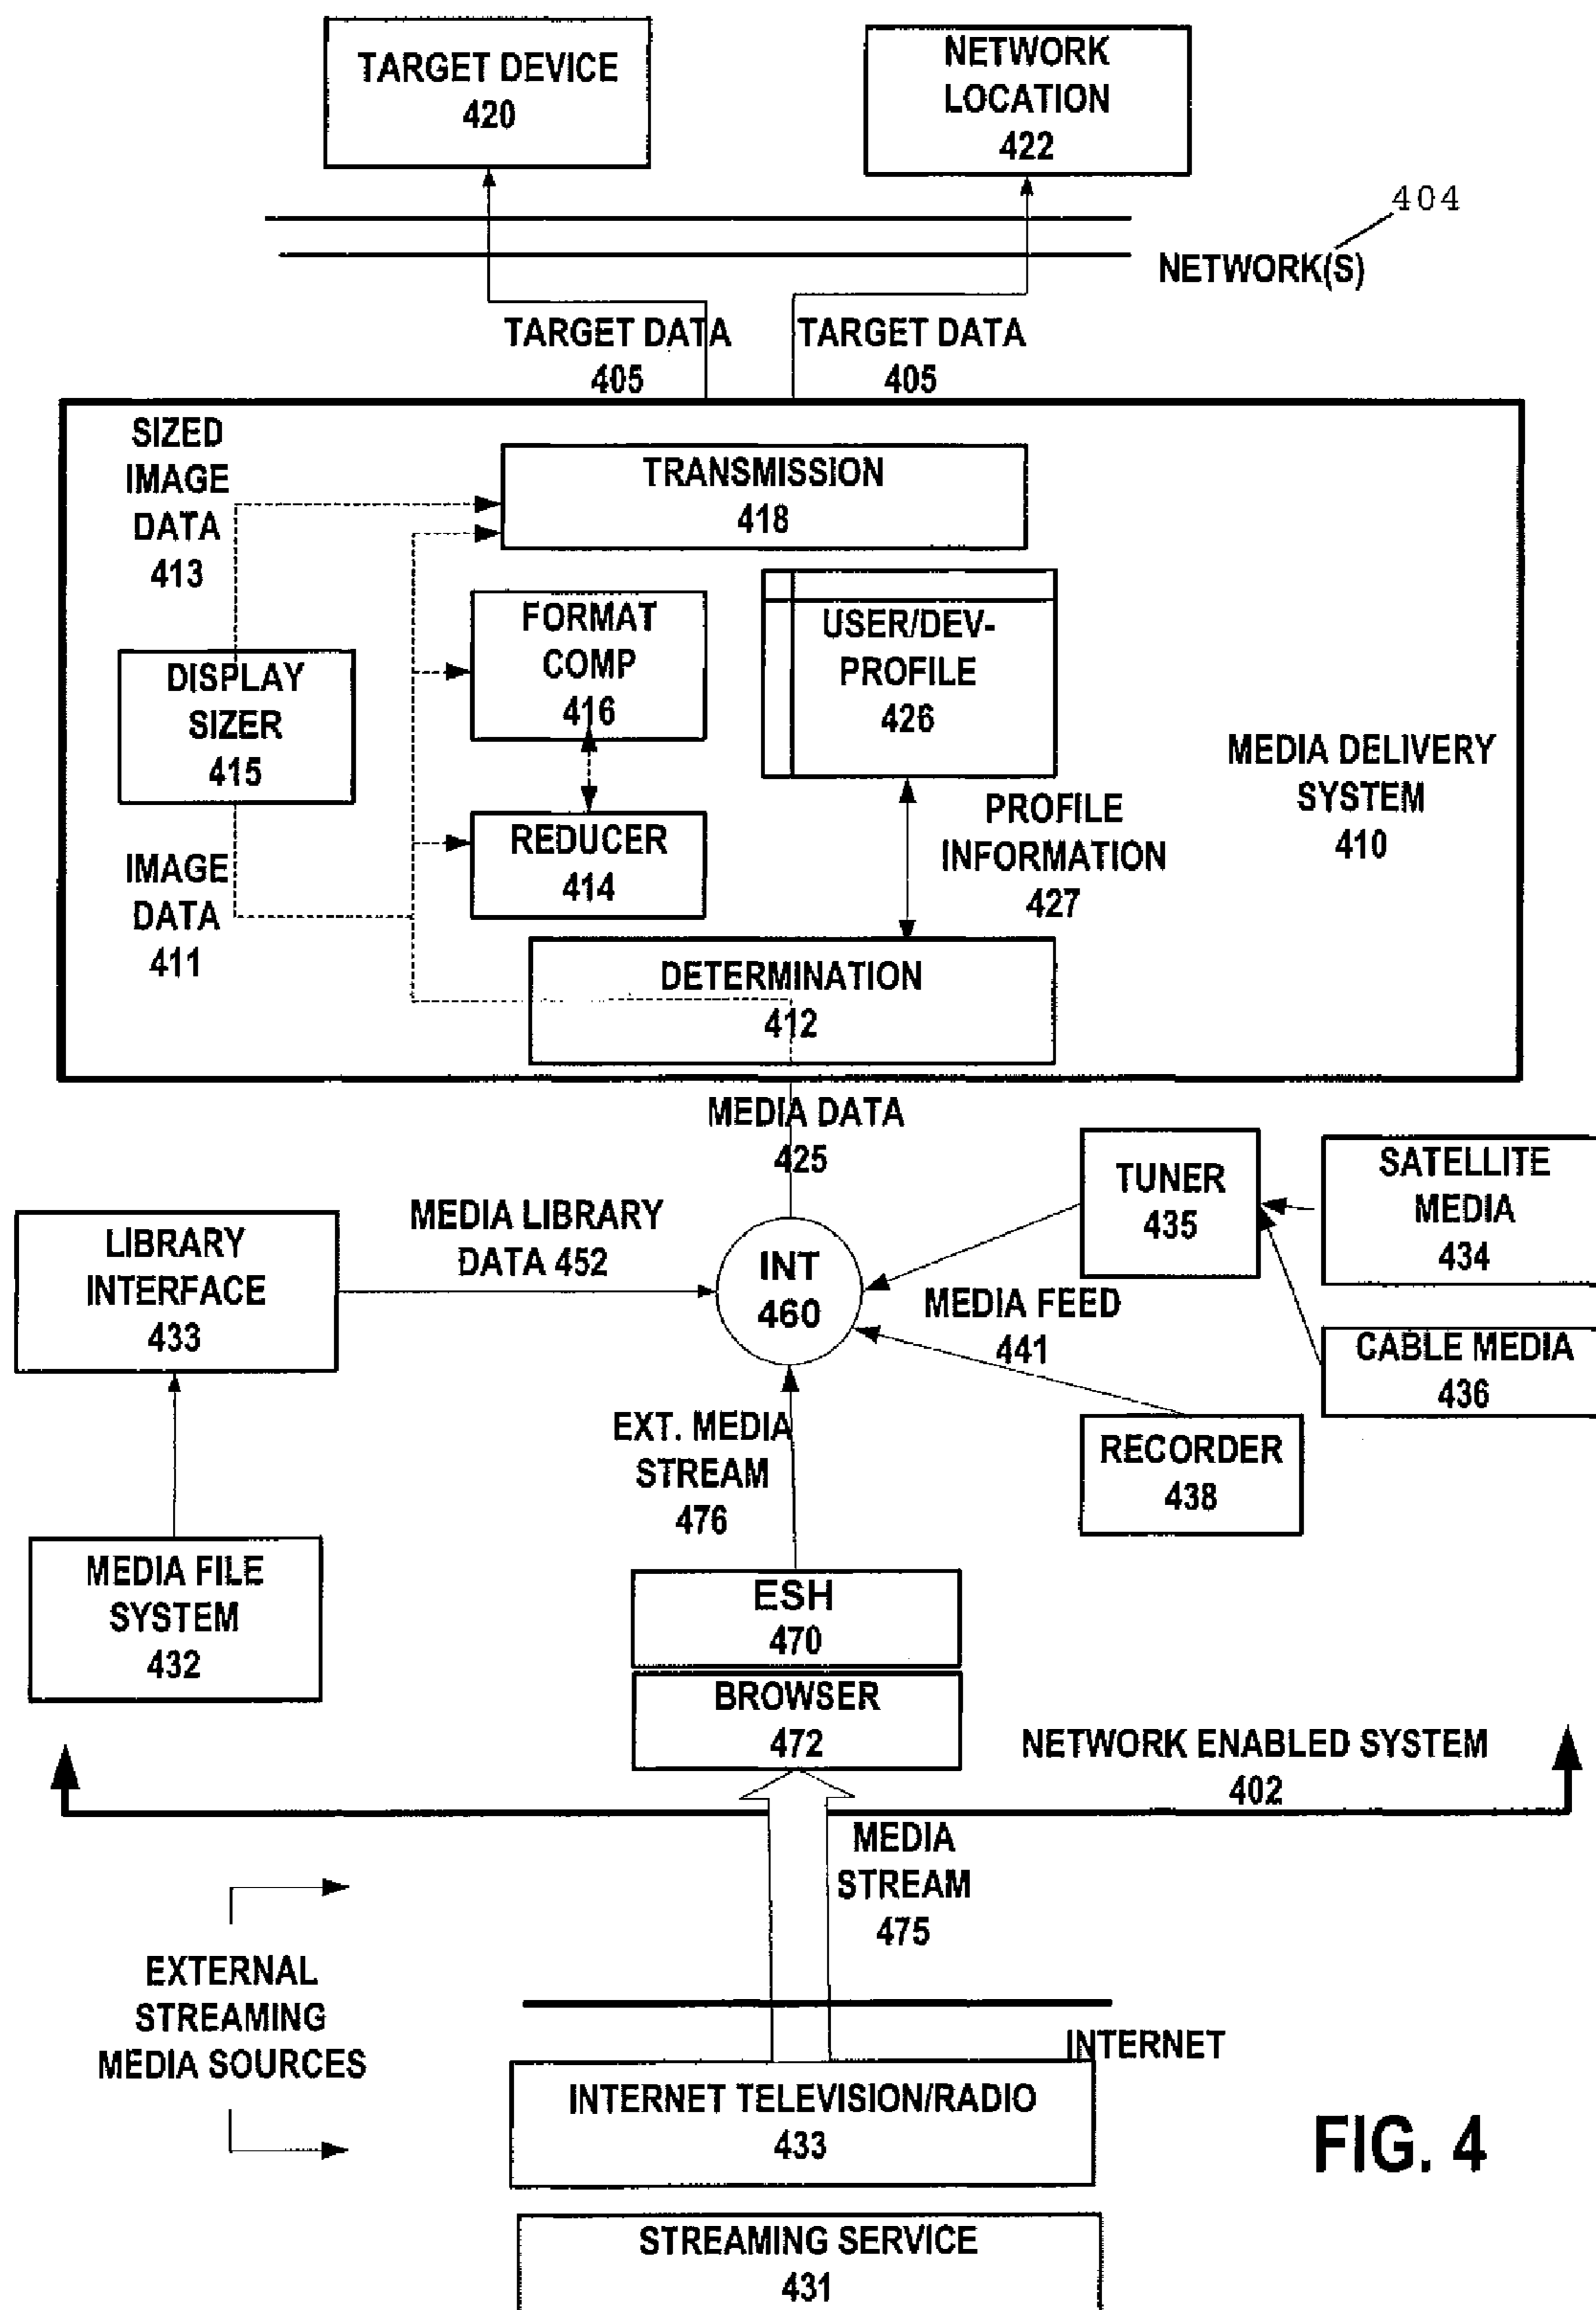 TARGET DEVICE
420
NETWORK
LOCATION
422
404
NETWORK(S)
TARGET DATA
405
TARGET DATA
405
SIZED
IMAGE
DATA
413
TRANSMISSION
418
FORMAT
COMP
416
USER/DEV-
PROFILE
426
DISPLAY
SIZER
415
MEDIA DELIVERY
SYSTEM
410
PROFILE
INFORMATION
427
REDUCER
414
IMAGE
DATA
411
DETERMINATION
412
MEDIA DATA
425
TUNER
435
SATELLITE
MEDIA
434
LIBRARY
INTERFACE
433
MEDIA LIBRARY
DATA 452
INT
460
MEDIA FEED
441
CABLE MEDIA
436
EXT. MEDIA
STREAM
476
RECORDER
438
MEDIA FILE
SYSTEM
432
ESH
470
BROWSER
472
NETWORK ENABLED SYSTEM
402
MEDIA
STREAM
475
EXTERNAL
STREAMING
MEDIA SOURCES
INTERNET
INTERNET TELEVISION/RADIO
433
FIG. 4
STREAMING SERVICE
431